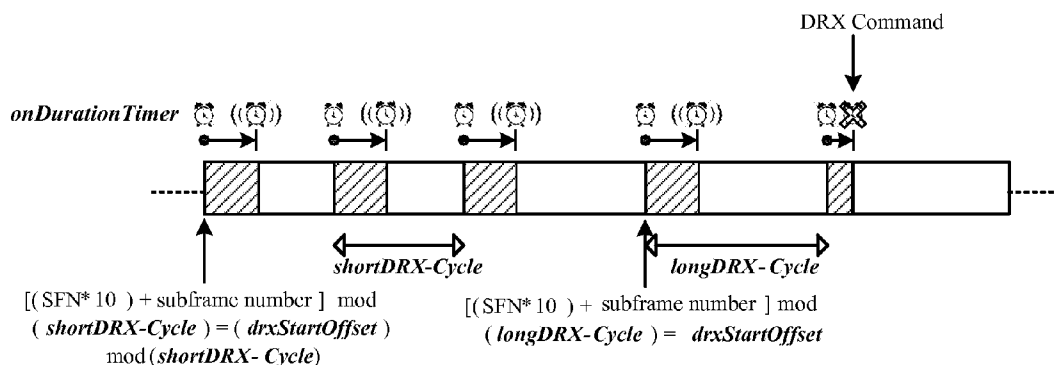 DRX Command
onDurationTimer
shortDRX-Cycle
longDRX-Cycle
[(SFN*10) + subframe number] mod
(shortDRX-Cycle) = (drxStartOffset)
mod(shortDRX-Cycle)
[(SFN*10) + subframe number] mod
(longDRX-Cycle) = drxStartOffset